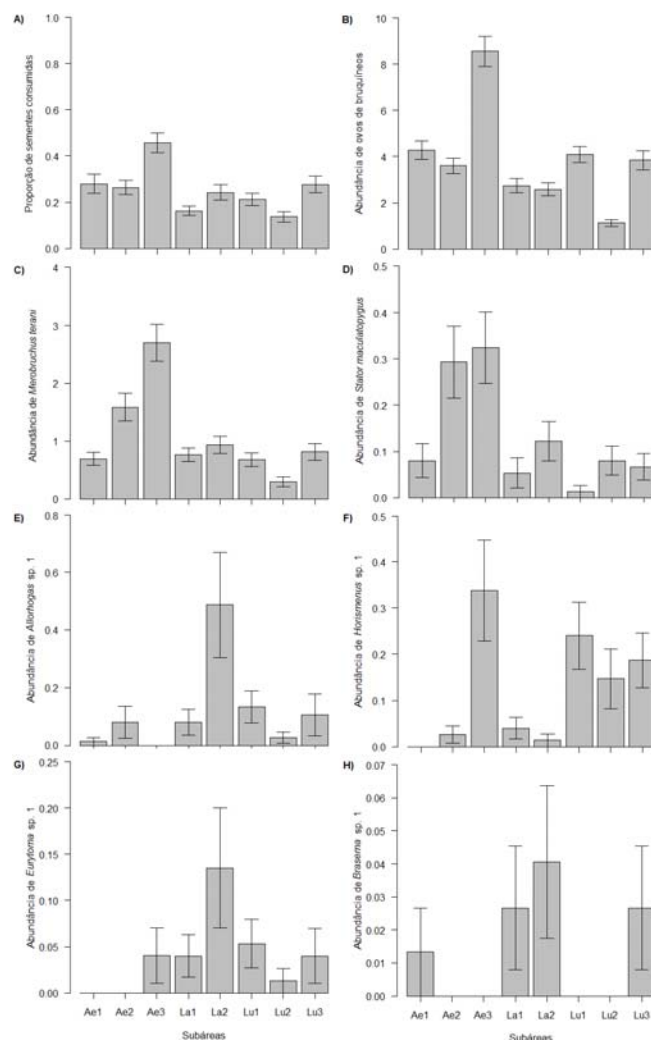 A)
Proporção de sementes consumidas
1.0
0.8
0.6
0.4
0.2
0.0
B)
Abundância de ovos de bruquíneos
10
8
6
4
2
0
C)
Abundância de Merobruchus terani
4
3
2
1
0
D)
Abundância de Stator maculatopygus
0.5
0.4
0.3
0.2
0.1
0.0
E)
Abundância de Allorhogas sp. 1
0.8
0.6
0.4
0.2
0.0
F)
Abundância de Horismenus sp. 1
0.5
0.4
0.3
0.2
0.1
0.0
G)
Abundância de Eurytoma sp. 1
0.20
0.15
0.10
0.05
0.00
Ae1 Ae2 Ae3 La1 La2 Lu1 Lu2 Lu3
Subáreas
H)
Abundância de Brasema sp. 1
0.07
0.06
0.05
0.04
0.03
0.02
0.01
0.00
Ae1 Ae2 Ae3 La1 La2 Lu1 Lu2 Lu3
Subáreas